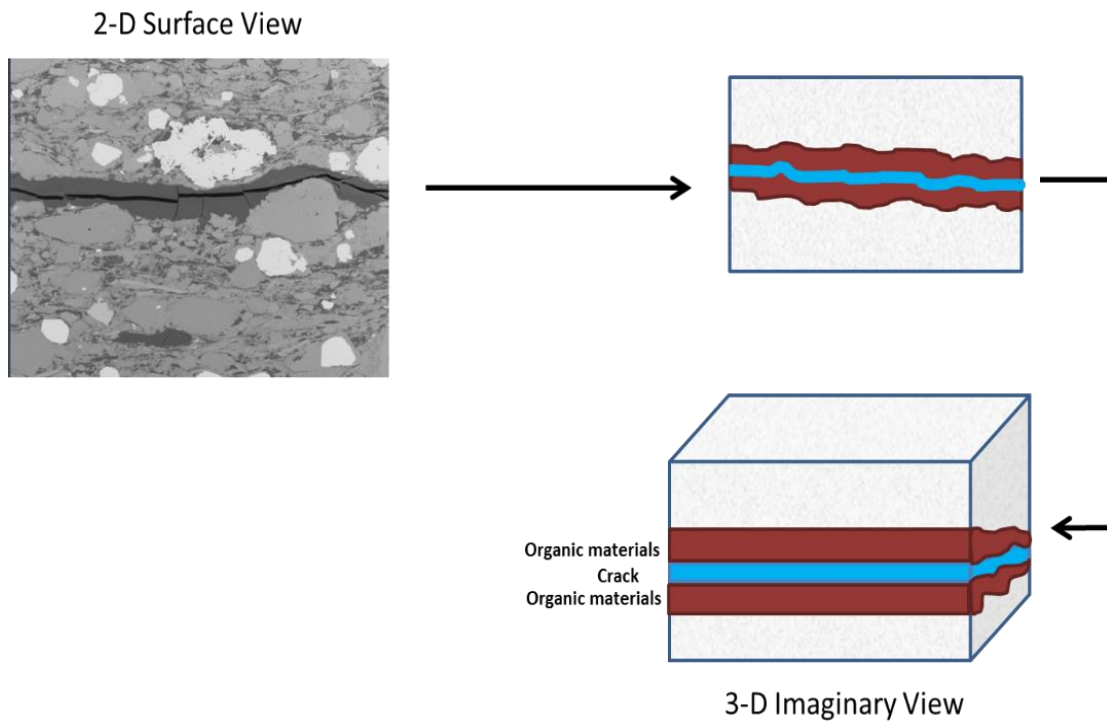 2-D Surface View
Organic materials
Crack
Organic materials
3-D Imaginary View